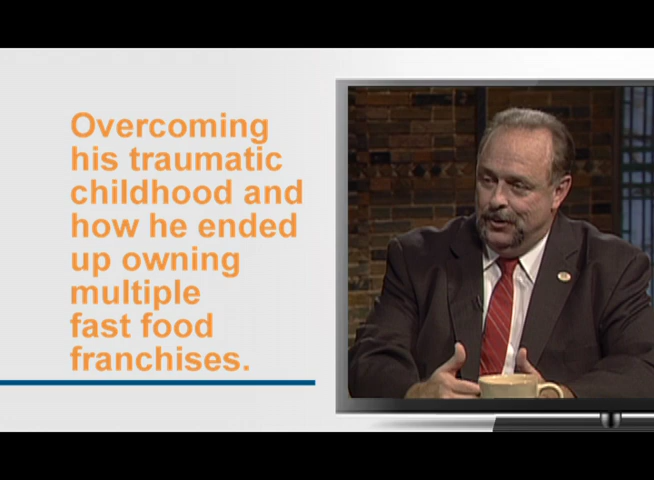 Overcoming
his traumatic
childhood and
how he ended
up owning
multiple
fast food
franchises.